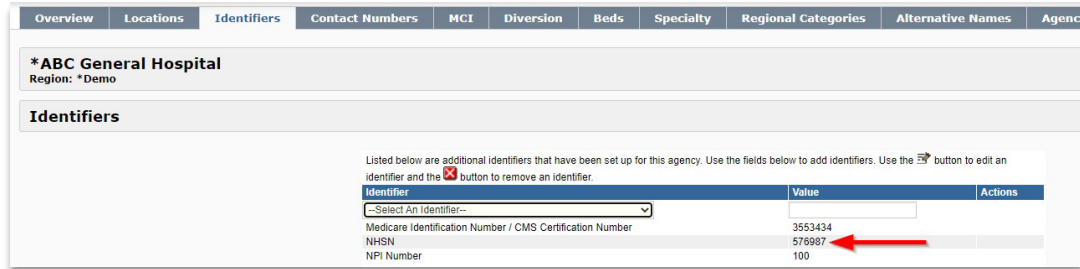 Overview Locations Identifiers Contact Numbers MCI Diversion Beds Specialty Regional Categories Alternative Names Agenc
*ABC General Hospital
Region: *Demo
Identifiers
Listed below are additional identifiers that have been set up for this agency. Use the fields below to add identifiers. Use the button to edit an
identifier and the button to remove an identifier.
Identifier Value Actions
--Select An Identifier--
Medicare Identification Number / CMS Certification Number 3553434
NHSN 576987
NPI Number 100